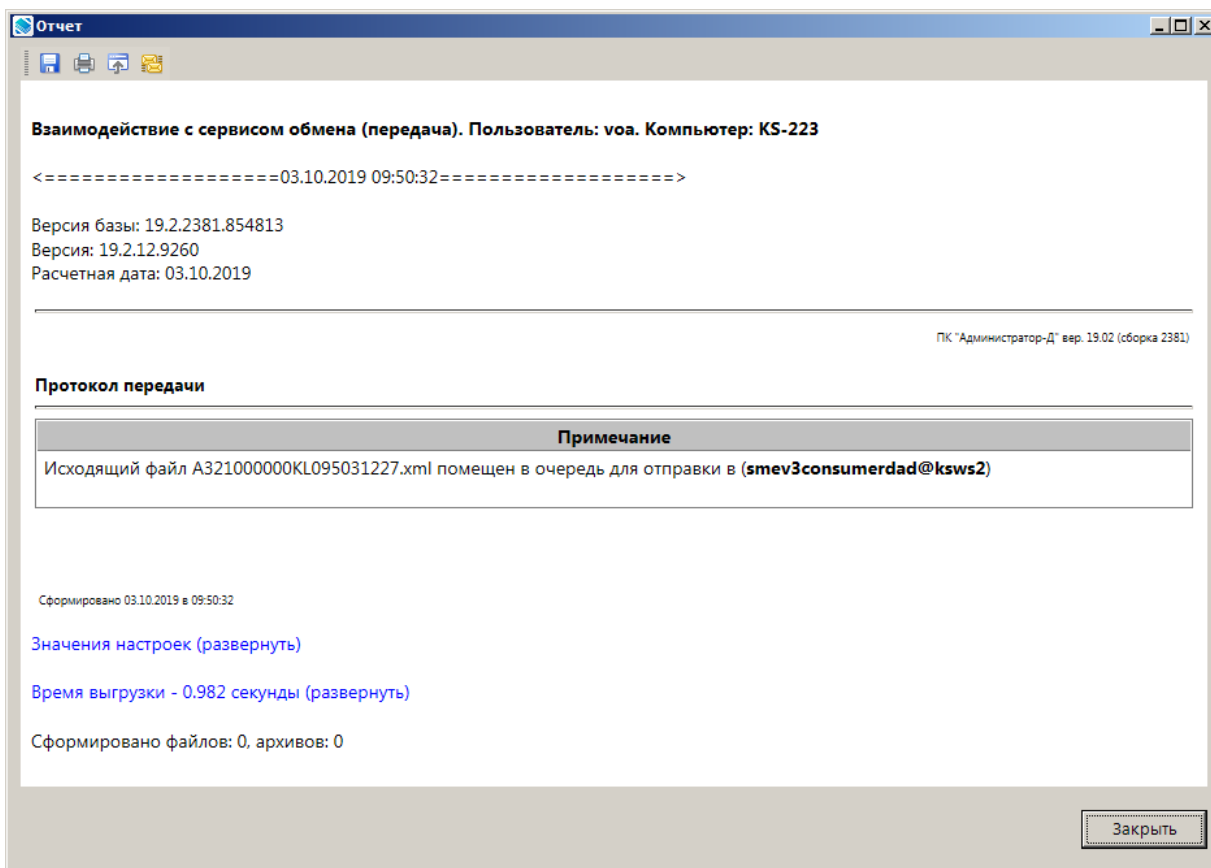 Отчет
Взаимодействие с сервисом обмена (передача). Пользователь: voa. Компьютер: KS-223
<===================03.10.2019 09:50:32===================>
Версия базы: 19.2.2381.854813
Версия: 19.2.12.9260
Расчетная дата: 03.10.2019
ПК "Администратор-Д" вер. 19.02 (сборка 2381)
Протокол передачи
Примечание
Исходящий файл A321000000KL095031227.xml помещен в очередь для отправки в (smev3consumerdad@ksws2)
Сформировано 03.10.2019 в 09:50:32
Значения настроек (развернуть)
Время выгрузки - 0.982 секунды (развернуть)
Сформировано файлов: 0, архивов: 0
Закрыть